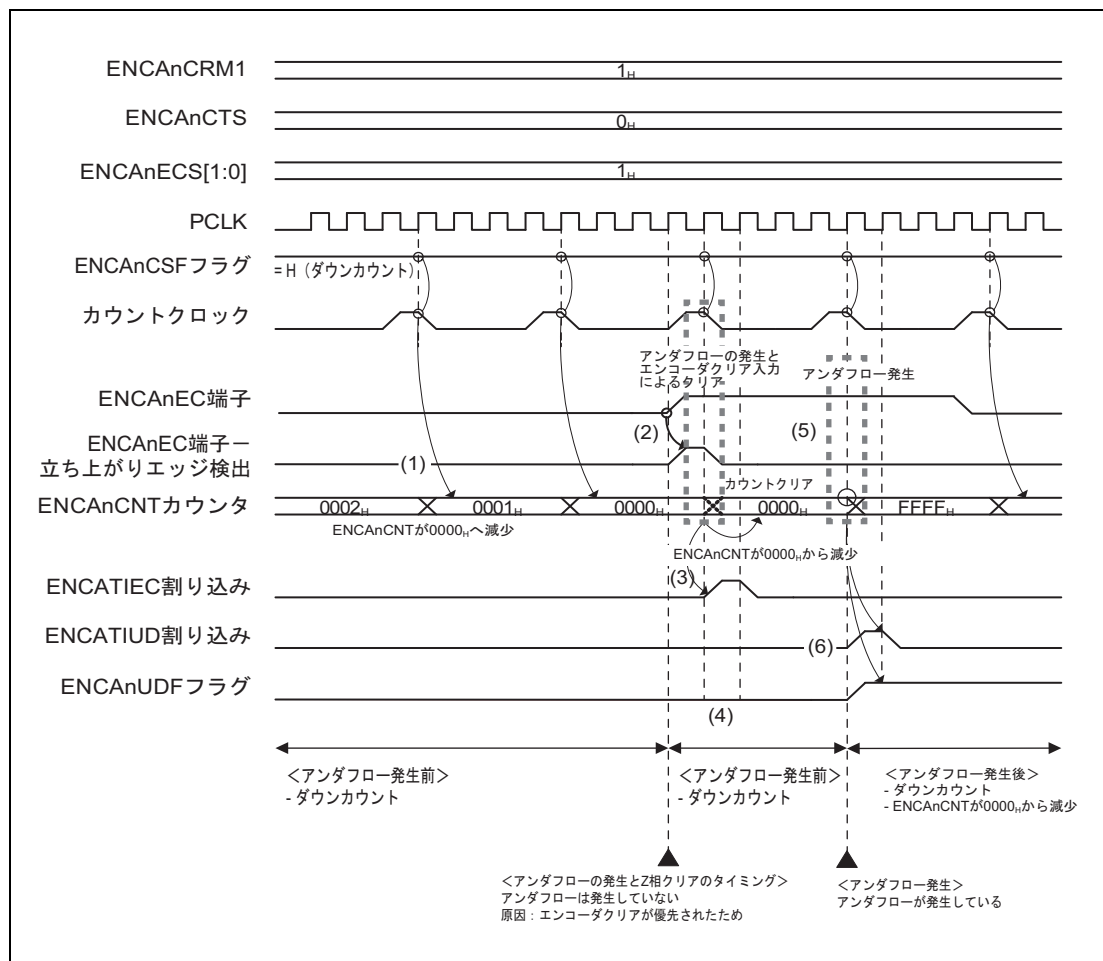 ENCAnCRM1
1H
ENCAnCTS
0H
ENCAnECS[1:0]
1H
PCLK
ENCAnCSFフラグ
= H（ダウンカウント）
カウントクロック
アンダフローの発生と
エンコーダクリア入力
によるクリア
アンダフロー発生
ENCAnEC端子
(2)
(5)
ENCAnEC端子－
立ち上がりエッジ検出
(1)
カウントクリア
ENCAnCNTカウンタ
0002H
0001H
0000H
0000H
FFFFH
ENCAnCNTが0000Hへ減少
ENCAnCNTが0000Hから減少
ENCATIEC割り込み
(3)
ENCATIUD割り込み
(6)
ENCAnUDFフラグ
(4)
＜アンダフロー発生前＞
- ダウンカウント
＜アンダフロー発生前＞
- ダウンカウント
＜アンダフロー発生後＞
- ダウンカウント
- ENCAnCNTが0000Hから減少
＜アンダフローの発生とZ相クリアのタイミング＞
アンダフローは発生していない
原因：エンコーダクリアが優先されたため
＜アンダフロー発生＞
アンダフローが発生している